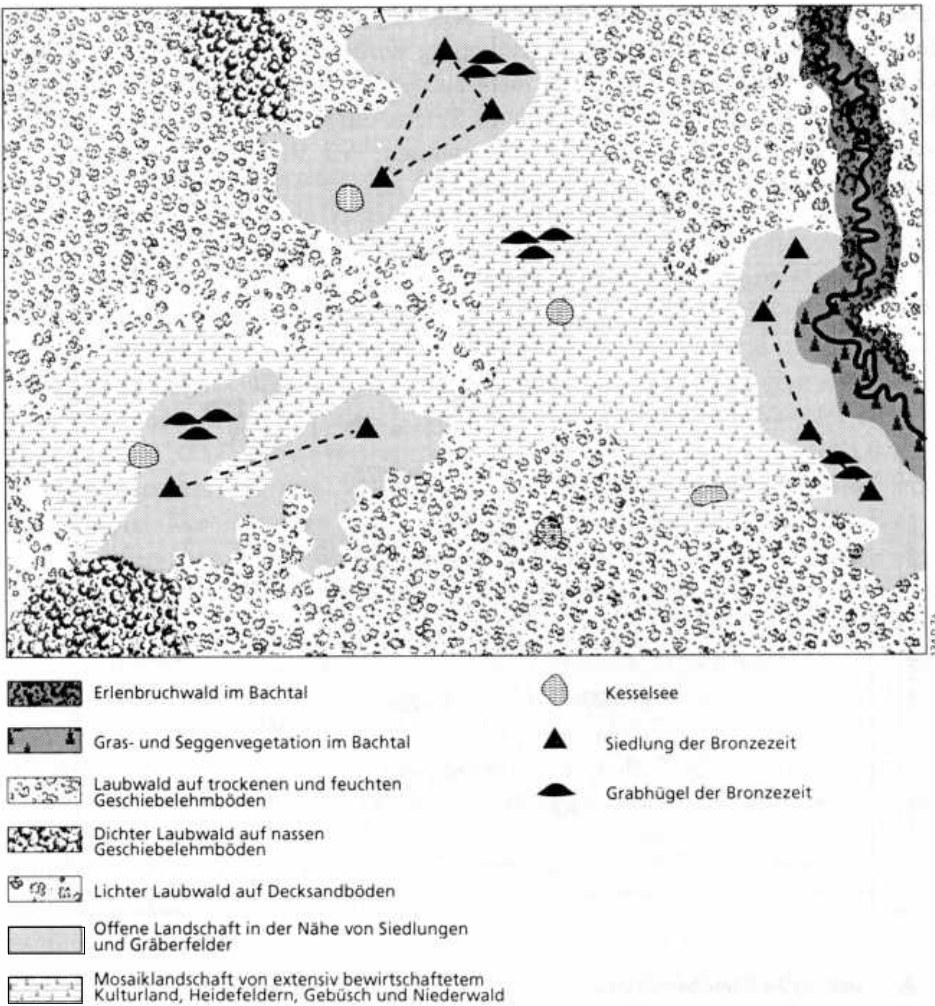 Erlenbruchwald im Bachtal
Gras- und Seggenvegetation im Bachtal
Laubwald auf trockenen und feuchten
Geschiebelehmböden
Dichter Laubwald auf nassen
Geschiebelehmböden
Lichter Laubwald auf Decksandböden
Offene Landschaft in der Nähe von Siedlungen
und Gräberfelder
Mosaiklandschaft von extensiv bewirtschaftetem
Kulturland, Heidefeldern, Gebüsch und Niederwald
Kesselsee
Siedlung der Bronzezeit
Grabhügel der Bronzezeit